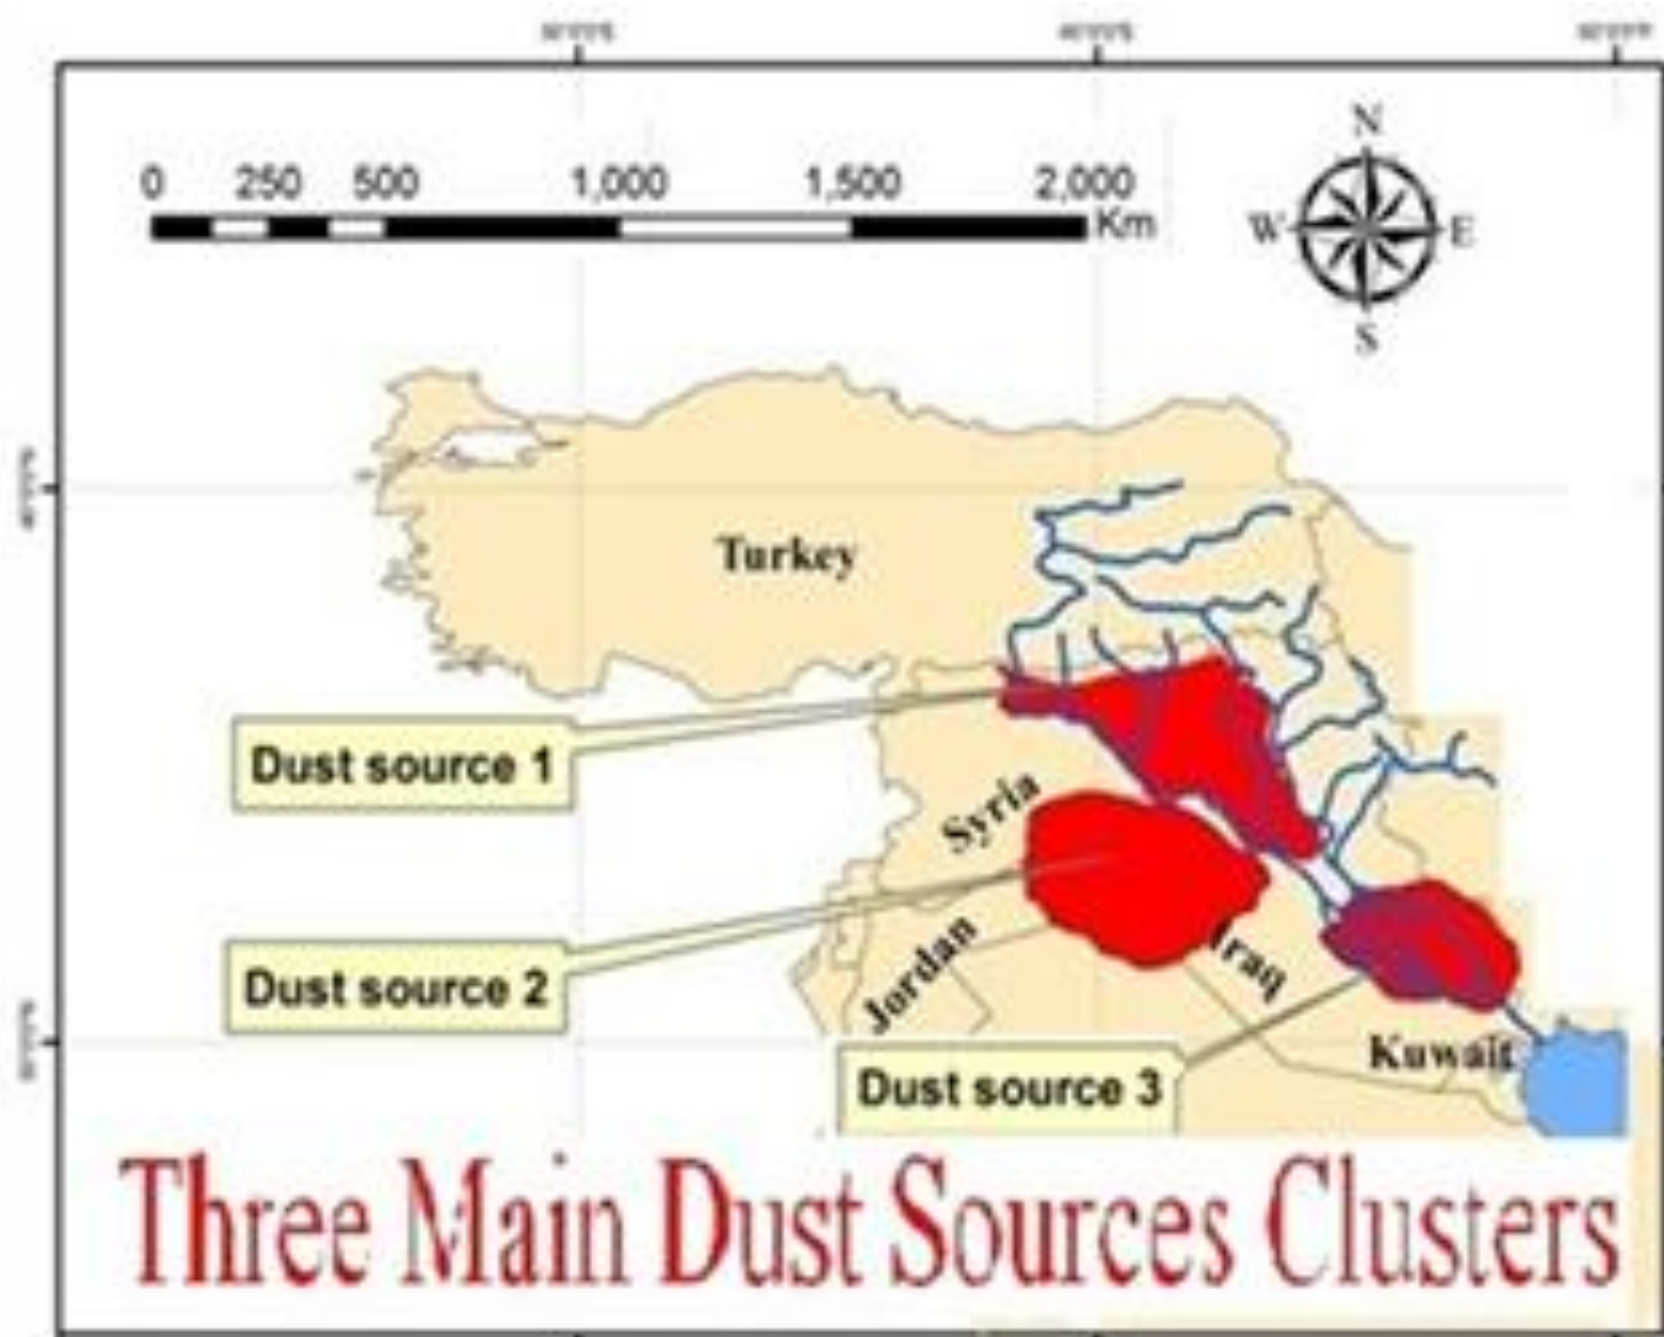 N
0 250 500 1,000 1,500 2,000
Km
W E
S
Turkey
Dust source 1
Syria
Dust source 2
Jordan
Iraq
Dust source 3
Kuwait
Three Main Dust Sources Clusters